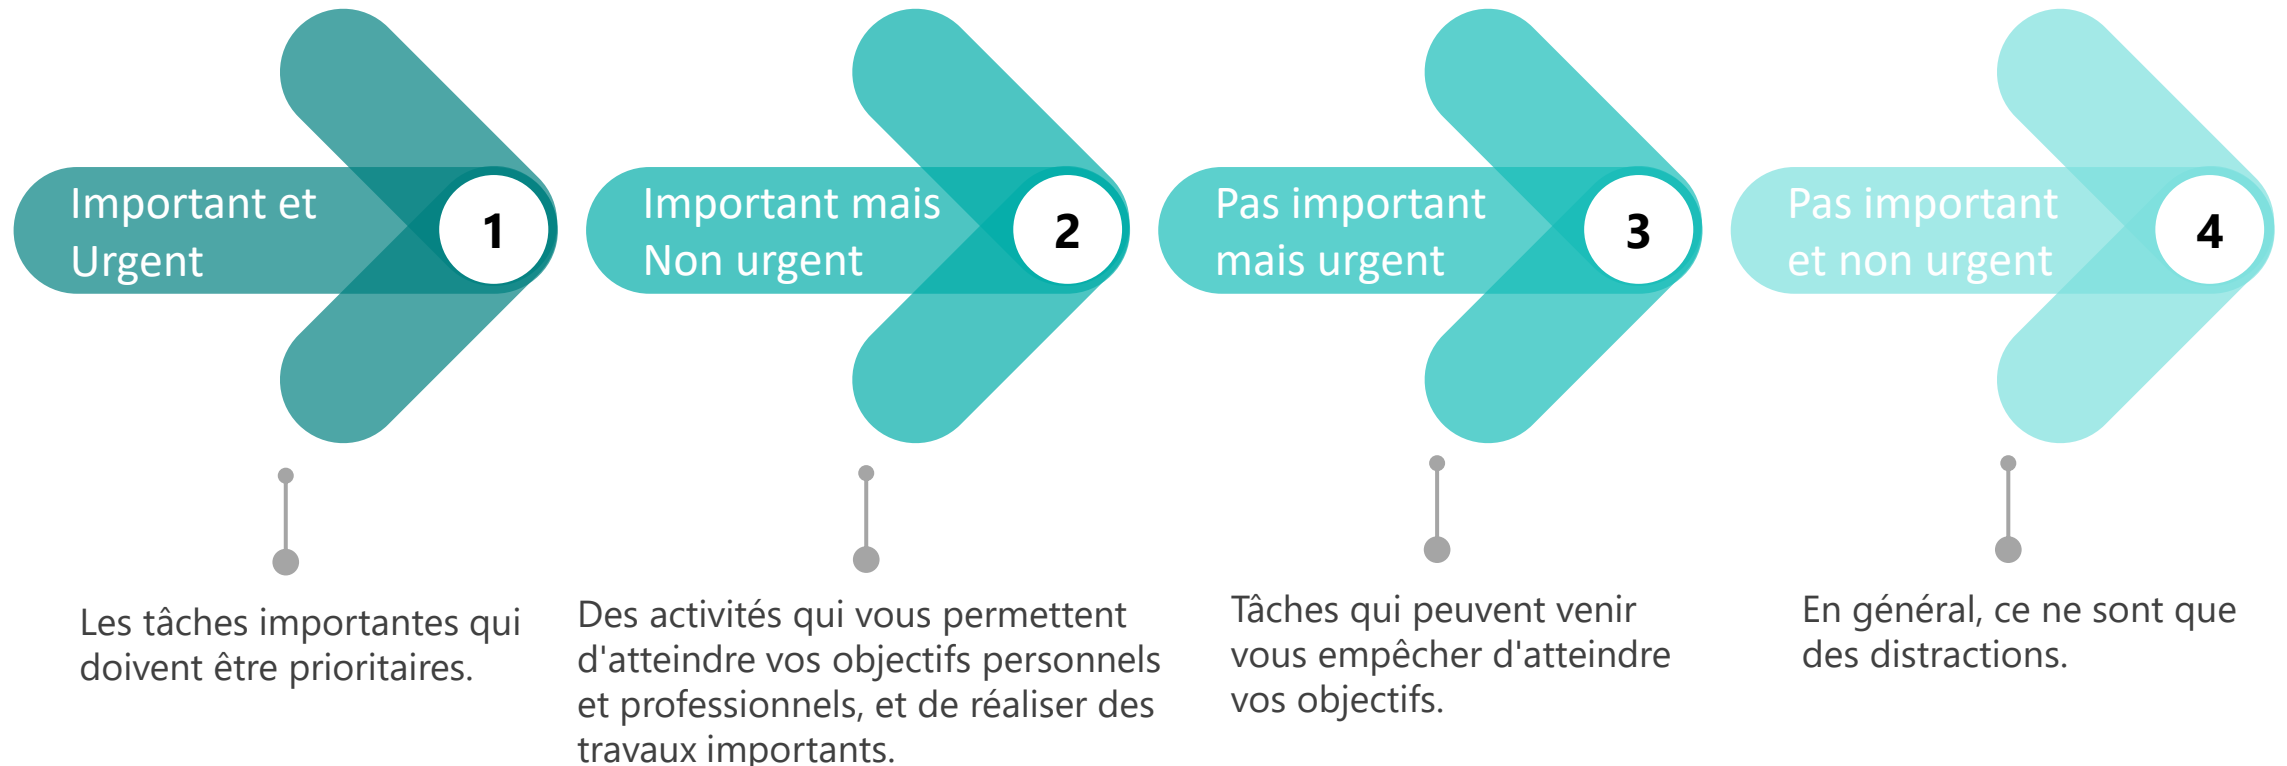 Important et
Urgent
1
Important mais
Non urgent
2
Pas important
mais urgent
3
Pas important
et non urgent
4
Les tâches importantes qui
doivent être prioritaires.
Des activités qui vous permettent
d'atteindre vos objectifs personnels
et professionnels, et de réaliser des
travaux importants.
Tâches qui peuvent venir
vous empêcher d'atteindre
vos objectifs.
En général, ce ne sont que
des distractions.